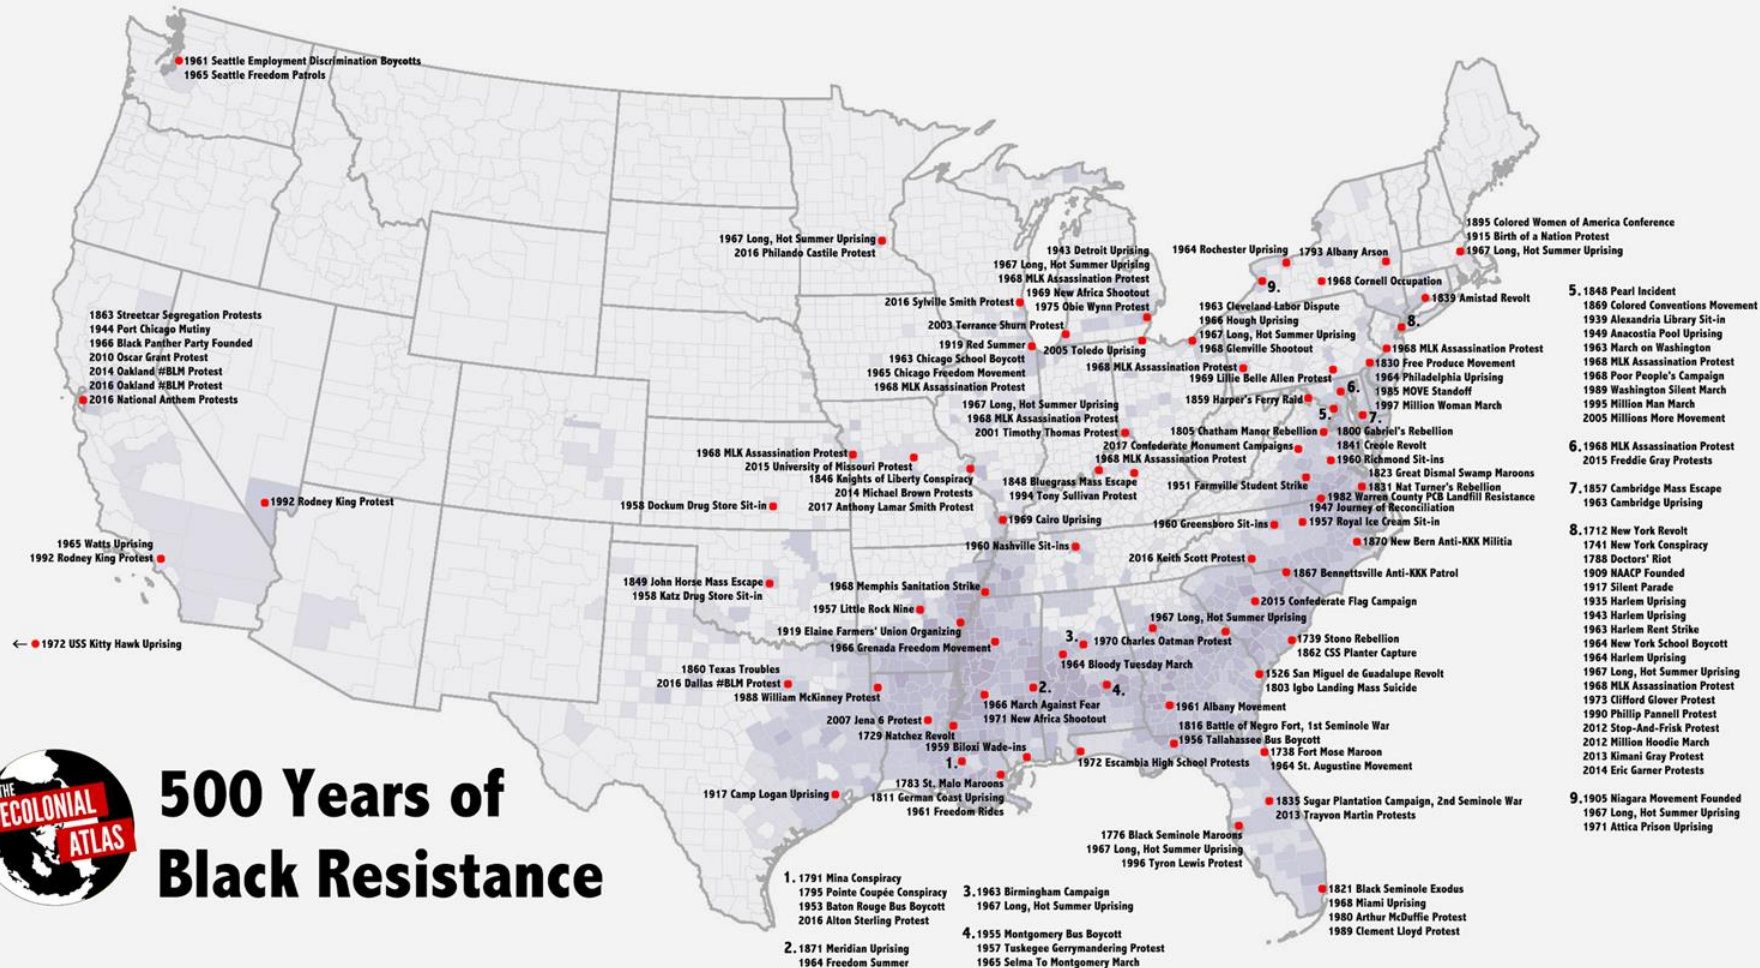 1961 Seattle Employment Discrimination Boycotts
1965 Seattle Freedom Patrols
1863 Streetcar Segregation Protests
1944 Port Chicago Mutiny
1966 Black Panther Party Founded
2010 Oscar Grant Protest
2014 Oakland #BLM Protest
2016 Oakland #BLM Protest
2016 National Anthem Protests
1992 Rodney King Protest
1965 Watts Uprising
1992 Rodney King Protest
← 1972 USS Kitty Hawk Uprising
1967 Long, Hot Summer Uprising
2016 Philando Castile Protest
2016 Sylville Smith Protest
2003 Terrance Shurn Protest
1919 Red Summer
1963 Chicago School Boycott
1965 Chicago Freedom Movement
1968 MLK Assassination Protest
1943 Detroit Uprising
1967 Long, Hot Summer Uprising
1968 MLK Assassination Protest
1969 New Africa Shootout
1975 Obie Wynn Protest
2005 Toledo Uprising
1964 Rochester Uprising
1793 Albany Arson
9.
1968 Cornell Occupation
1895 Colored Women of America Conference
1915 Birth of a Nation Protest
1967 Long, Hot Summer Uprising
1839 Amistad Revolt
8.
1963 Cleveland Labor Dispute
1966 Hough Uprising
1967 Long, Hot Summer Uprising
1968 Glenville Shootout
1968 MLK Assassination Protest
1968 MLK Assassination Protest
1969 Lillie Belle Allen Protest
1830 Free Produce Movement
1964 Philadelphia Uprising
1985 MOVE Standoff
1997 Million Woman March
6.
5.
7.
1859 Harper's Ferry Raid
1967 Long, Hot Summer Uprising
1968 MLK Assassination Protest
2001 Timothy Thomas Protest
1805 Chatham Manor Rebellion
1800 Gabriel's Rebellion
1841 Creole Revolt
2017 Confederate Monument Campaigns
1968 MLK Assassination Protest
1960 Richmond Sit-ins
1823 Great Dismal Swamp Maroons
1831 Nat Turner's Rebellion
1951 Farmville Student Strike
1982 Warren County PCB Landfill Resistance
1947 Journey of Reconciliation
1957 Royal Ice Cream Sit-in
1960 Greensboro Sit-ins
1848 Bluegrass Mass Escape
1994 Tony Sullivan Protest
1968 MLK Assassination Protest
2015 University of Missouri Protest
1846 Knights of Liberty Conspiracy
2014 Michael Brown Protests
2017 Anthony Lamar Smith Protest
1958 Dockum Drug Store Sit-in
1969 Cairo Uprising
1960 Nashville Sit-ins
1870 New Bern Anti-KKK Militia
2016 Keith Scott Protest
1867 Bennettsville Anti-KKK Patrol
1849 John Horse Mass Escape
1958 Katz Drug Store Sit-in
1968 Memphis Sanitation Strike
1957 Little Rock Nine
2015 Confederate Flag Campaign
1919 Elaine Farmers' Union Organizing
1966 Grenada Freedom Movement
1967 Long, Hot Summer Uprising
1970 Charles Oatman Protest
3.
1964 Bloody Tuesday March
1739 Stono Rebellion
1862 CSS Planter Capture
1526 San Miguel de Guadalupe Revolt
1803 Igbo Landing Mass Suicide
1860 Texas Troubles
2016 Dallas #BLM Protest
1988 William McKinney Protest
2.
4.
1966 March Against Fear
1971 New Africa Shootout
1961 Albany Movement
2007 Jena 6 Protest
1729 Natchez Revolt
1816 Battle of Negro Fort, 1st Seminole War
1956 Tallahassee Bus Boycott
1959 Biloxi Wade-ins
1738 Fort Mose Maroon
1964 St. Augustine Movement
1972 Escambia High School Protests
1.
1783 St. Malo Maroons
1811 German Coast Uprising
1961 Freedom Rides
1917 Camp Logan Uprising
1835 Sugar Plantation Campaign, 2nd Seminole War
2013 Trayvon Martin Protests
1776 Black Seminole Maroons
1967 Long, Hot Summer Uprising
1996 Tyron Lewis Protest
1821 Black Seminole Exodus
1968 Miami Uprising
1980 Arthur McDuffie Protest
1989 Clement Lloyd Protest
5. 1848 Pearl Incident
1869 Colored Conventions Movement
1939 Alexandria Library Sit-in
1949 Anacostia Pool Uprising
1963 March on Washington
1968 MLK Assassination Protest
1968 Poor People's Campaign
1989 Washington Silent March
1995 Million Man March
2005 Millions More Movement
6. 1968 MLK Assassination Protest
2015 Freddie Gray Protests
7. 1857 Cambridge Mass Escape
1963 Cambridge Uprising
8. 1712 New York Revolt
1741 New York Conspiracy
1788 Doctors' Riot
1909 NAACP Founded
1917 Silent Parade
1935 Harlem Uprising
1943 Harlem Uprising
1963 Harlem Rent Strike
1964 New York School Boycott
1964 Harlem Uprising
1967 Long, Hot Summer Uprising
1968 MLK Assassination Protest
1973 Clifford Glover Protest
1990 Phillip Pannell Protest
2012 Stop-And-Frisk Protest
2012 Million Hoodie March
2013 Kimani Gray Protest
2014 Eric Garner Protests
9. 1905 Niagara Movement Founded
1967 Long, Hot Summer Uprising
1971 Attica Prison Uprising
THE
ECOLONIAL
ATLAS
500 Years of
Black Resistance
1. 1791 Mina Conspiracy
1795 Pointe Coupée Conspiracy
1953 Baton Rouge Bus Boycott
2016 Alton Sterling Protest
2. 1871 Meridian Uprising
1964 Freedom Summer
3. 1963 Birmingham Campaign
1967 Long, Hot Summer Uprising
4. 1955 Montgomery Bus Boycott
1957 Tuskegee Gerrymandering Protest
1965 Selma To Montgomery March